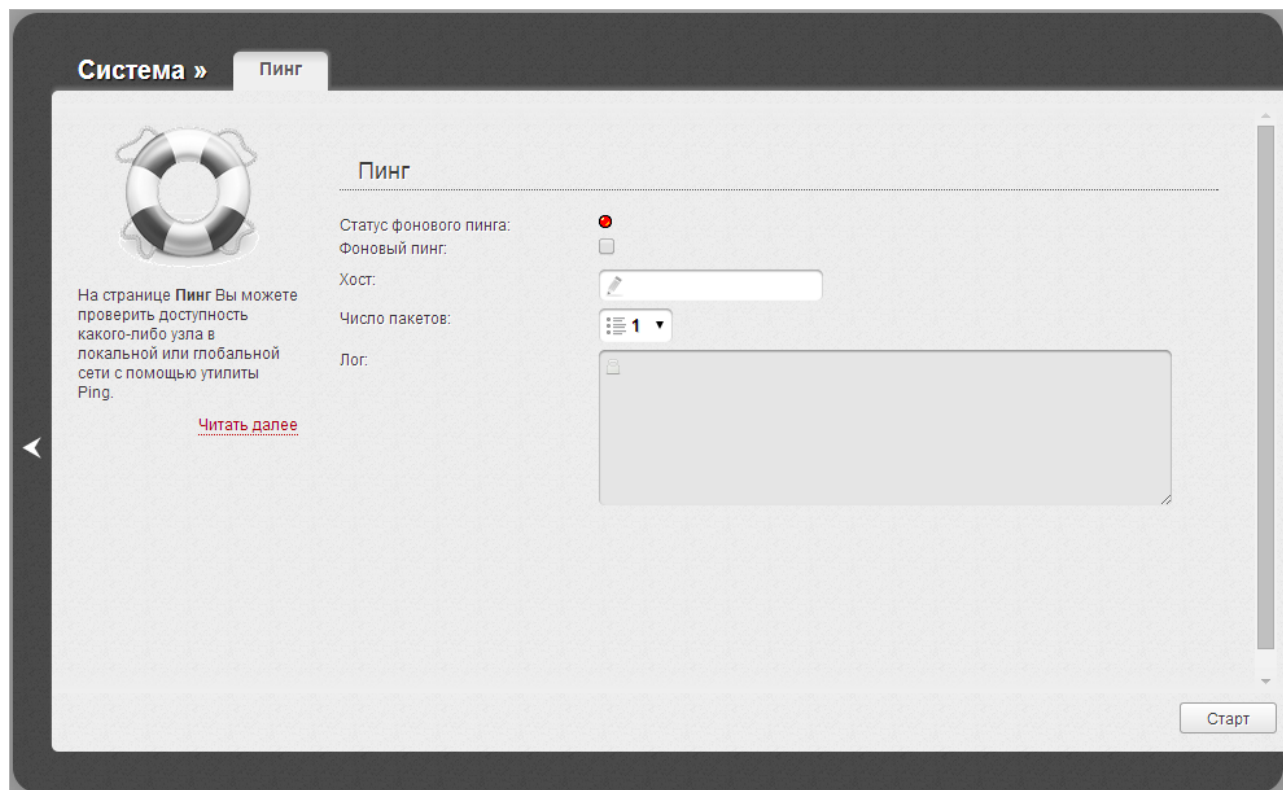 Система »
Пинг
На странице Пинг Вы можете
проверить доступность
какого-либо узла в
локальной или глобальной
сети с помощью утилиты
Ping.
Читать далее
Пинг
Статус фонового пинга:
Фоновый пинг:
Хост:
Число пакетов:
1
Лог:
Старт